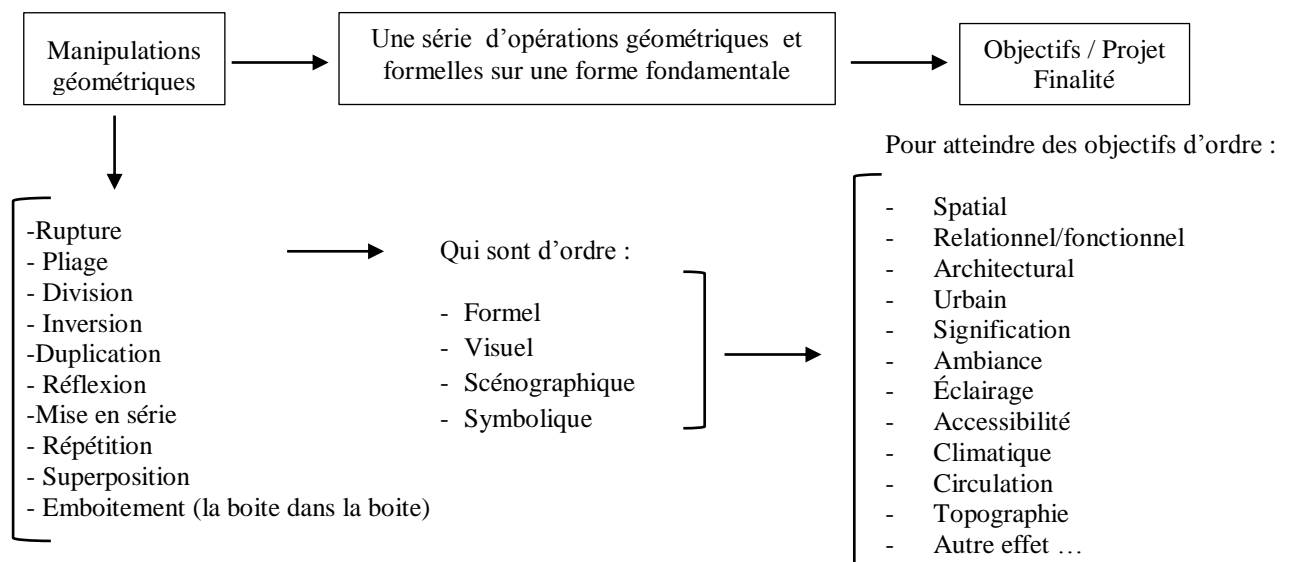 Manipulations
géométriques
Une série d’opérations géométriques et
formelles sur une forme fondamentale
Objectifs / Projet
Finalité
-Rupture
- Pliage
- Division
- Inversion
-Duplication
- Réflexion
-Mise en série
- Répétition
- Superposition
- Emboitement (la boite dans la boite)
Qui sont d’ordre :
- Formel
- Visuel
- Scénographique
- Symbolique
Pour atteindre des objectifs d’ordre :
- Spatial
- Relationnel/fonctionnel
- Architectural
- Urbain
- Signification
- Ambiance
- Éclairage
- Accessibilité
- Climatique
- Circulation
- Topographie
- Autre effet …